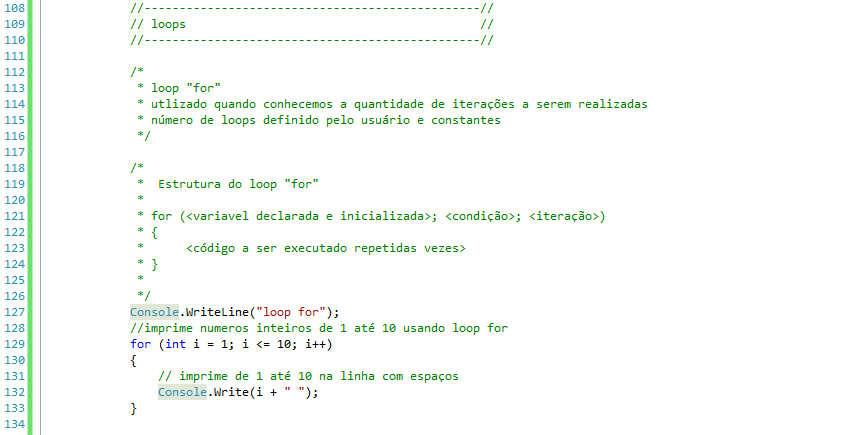 108 //------------------------------------------------//
109 // loops //
110 //------------------------------------------------//
111
112 /*
113 * loop "for"
114 * utlizado quando conhecemos a quantidade de iterações a serem realizadas
115 * número de loops definido pelo usuário e constantes
116 */
117
118 /*
119 * Estrutura do loop "for"
120 *
121 * for (<variavel declarada e inicializada>; <condição>; <iteração>)
122 * {
123 * <código a ser executado repetidas vezes>
124 * }
125 *
126 */
127 Console.WriteLine("loop for");
128 //imprime numeros inteiros de 1 até 10 usando loop for
129 for (int i = 1; i <= 10; i++)
130 {
131 // imprime de 1 até 10 na linha com espaços
132 Console.Write(i + " ");
133 }
134